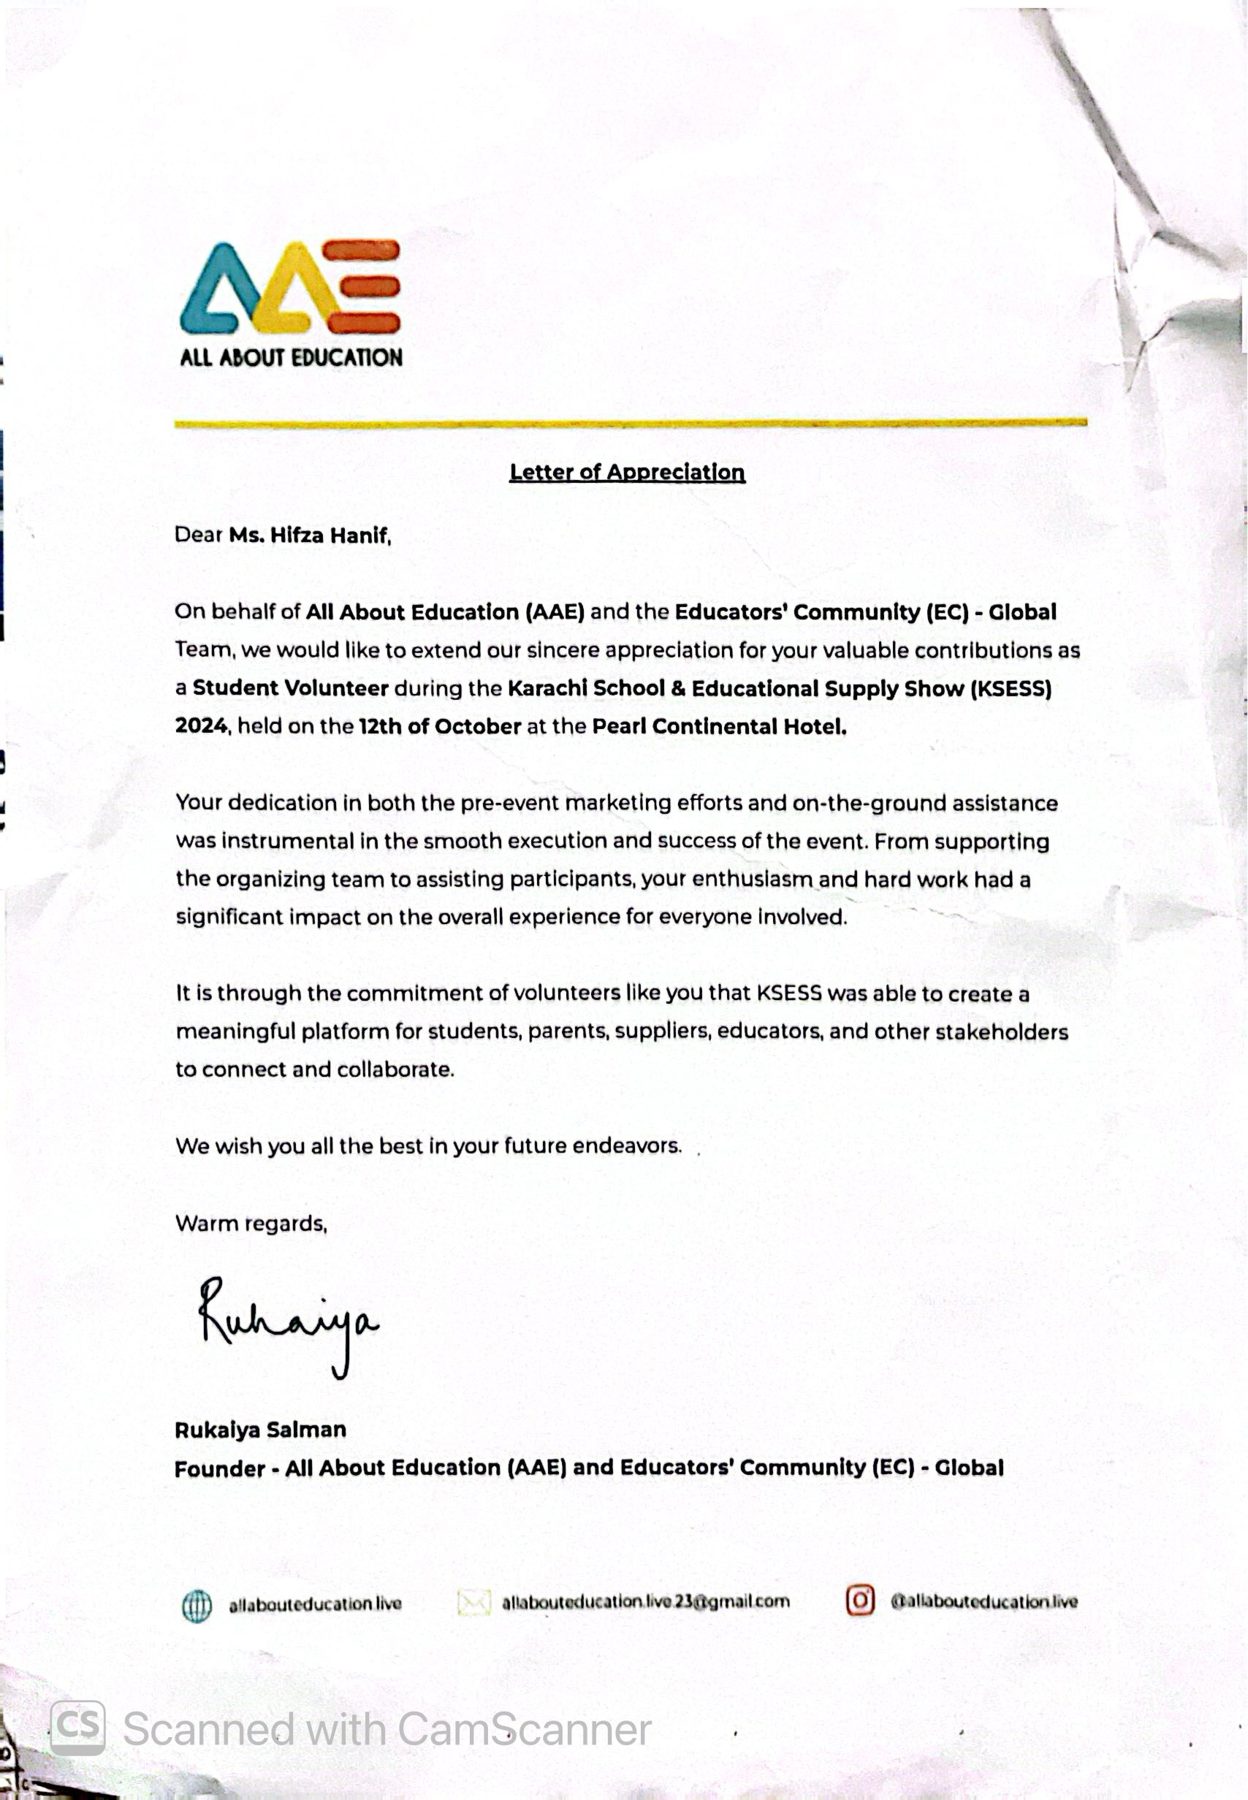 AAE
ALL ABOUT EDUCATION
Letter of Appreciation
Dear Ms. Hifza Hanif,
On behalf of All About Education (AAE) and the Educators' Community (EC) - Global
Team, we would like to extend our sincere appreciation for your valuable contributions as
a Student Volunteer during the Karachi School & Educational Supply Show (KSESS)
2024, held on the 12th of October at the Pearl Continental Hotel.
Your dedication in both the pre-event marketing efforts and on-the-ground assistance
was instrumental in the smooth execution and success of the event. From supporting
the organizing team to assisting participants, your enthusiasm and hard work had a
significant impact on the overall experience for everyone involved.
It is through the commitment of volunteers like you that KSESS was able to create a
meaningful platform for students, parents, suppliers, educators, and other stakeholders
to connect and collaborate.
We wish you all the best in your future endeavors.
Warm regards,
Rukaiya
Rukaiya Salman
Founder - All About Education (AAE) and Educators' Community (EC) - Global
allabouteducation.live allabouteducation.live.23@gmail.com @allabouteducation.live
CS Scanned with CamScanner